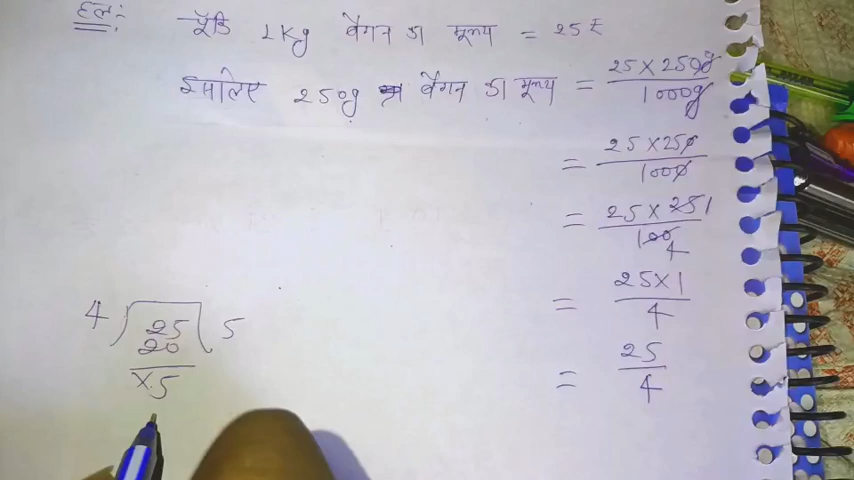 हल:
चूँकि 1 Kg बैगन का मूल्य = 25 ₹
इसलिए 250g बैगन का मूल्य = 25 × 250g / 1000g
= 25 × 250 / 1000
= 25 × 25 1 / 100 4
= 25 × 1 / 4
= 25 / 4
4 ) 25 ( 5
20
× 5